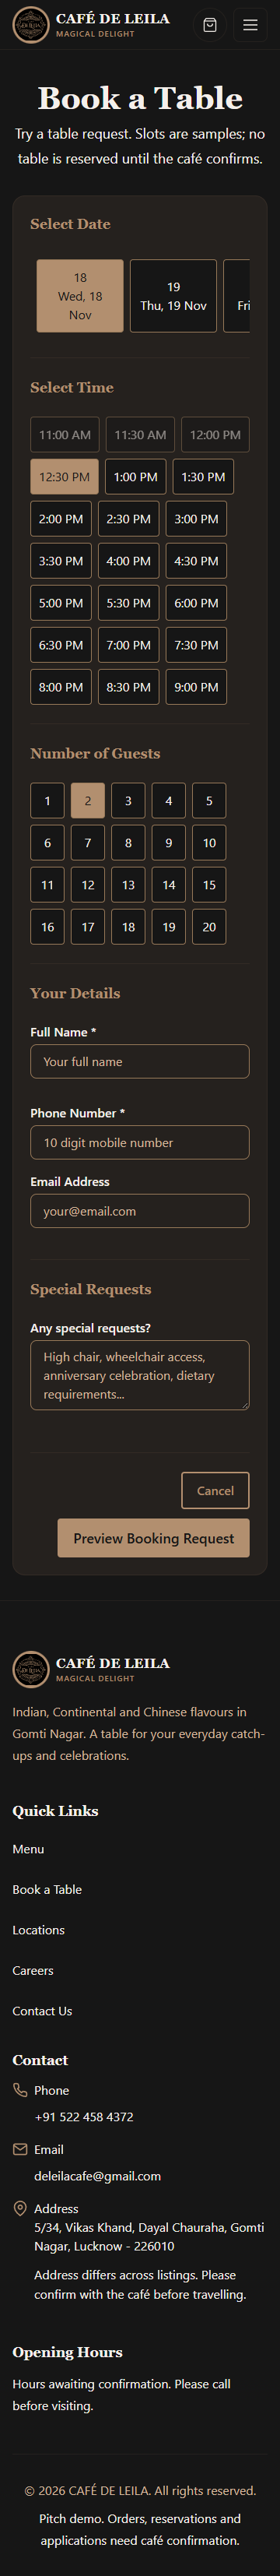 CAFÉ DE LEILA
MAGICAL DELIGHT
Book a Table
Try a table request. Slots are samples; no
table is reserved until the café confirms.
Select Date
18
Wed, 18
Nov
19
Thu, 19 Nov
Fri
Select Time
11:00 AM 11:30 AM 12:00 PM
12:30 PM 1:00 PM 1:30 PM
2:00 PM 2:30 PM 3:00 PM
3:30 PM 4:00 PM 4:30 PM
5:00 PM 5:30 PM 6:00 PM
6:30 PM 7:00 PM 7:30 PM
8:00 PM 8:30 PM 9:00 PM
Number of Guests
1 2 3 4 5
6 7 8 9 10
11 12 13 14 15
16 17 18 19 20
Your Details
Full Name *
Your full name
Phone Number *
10 digit mobile number
Email Address
your@email.com
Special Requests
Any special requests?
High chair, wheelchair access,
anniversary celebration, dietary
requirements...
Cancel
Preview Booking Request
CAFÉ DE LEILA
MAGICAL DELIGHT
Indian, Continental and Chinese flavours in
Gomti Nagar. A table for your everyday catch-
ups and celebrations.
Quick Links
Menu
Book a Table
Locations
Careers
Contact Us
Contact
Phone
+91 522 458 4372
Email
deleilacafe@gmail.com
Address
5/34, Vikas Khand, Dayal Chauraha, Gomti
Nagar, Lucknow - 226010
Address differs across listings. Please
confirm with the café before travelling.
Opening Hours
Hours awaiting confirmation. Please call
before visiting.
© 2026 CAFÉ DE LEILA. All rights reserved.
Pitch demo. Orders, reservations and
applications need café confirmation.